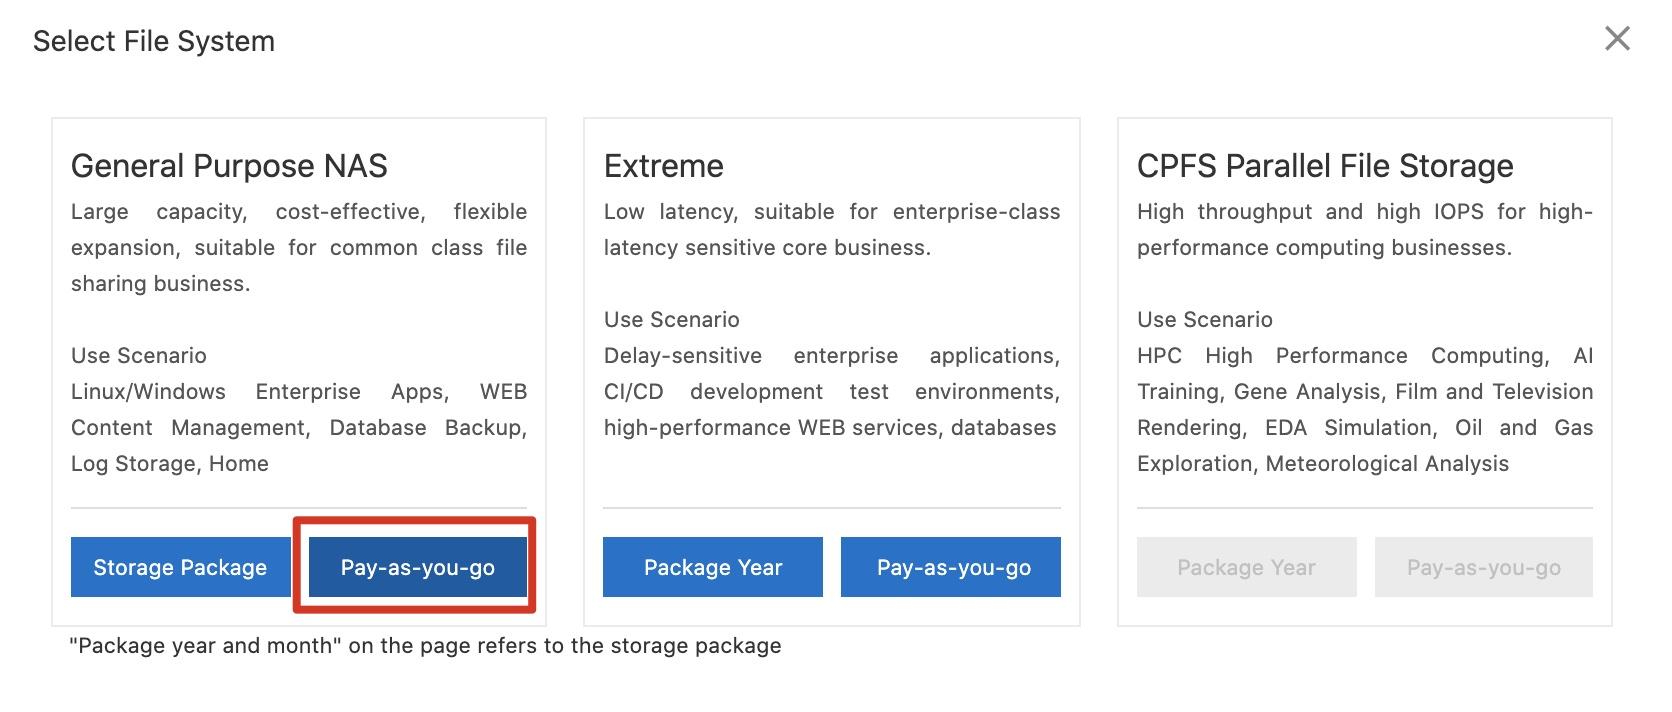 Select File System
General Purpose NAS
Large capacity, cost-effective, flexible
expansion, suitable for common class file
sharing business.
Use Scenario
Linux/Windows Enterprise Apps, WEB
Content Management, Database Backup,
Log Storage, Home
Storage Package
Pay-as-you-go
Extreme
Low latency, suitable for enterprise-class
latency sensitive core business.
Use Scenario
Delay-sensitive enterprise applications,
CI/CD development test environments,
high-performance WEB services, databases
Package Year
Pay-as-you-go
CPFS Parallel File Storage
High throughput and high IOPS for high-
performance computing businesses.
Use Scenario
HPC High Performance Computing, AI
Training, Gene Analysis, Film and Television
Rendering, EDA Simulation, Oil and Gas
Exploration, Meteorological Analysis
Package Year
Pay-as-you-go
"Package year and month" on the page refers to the storage package